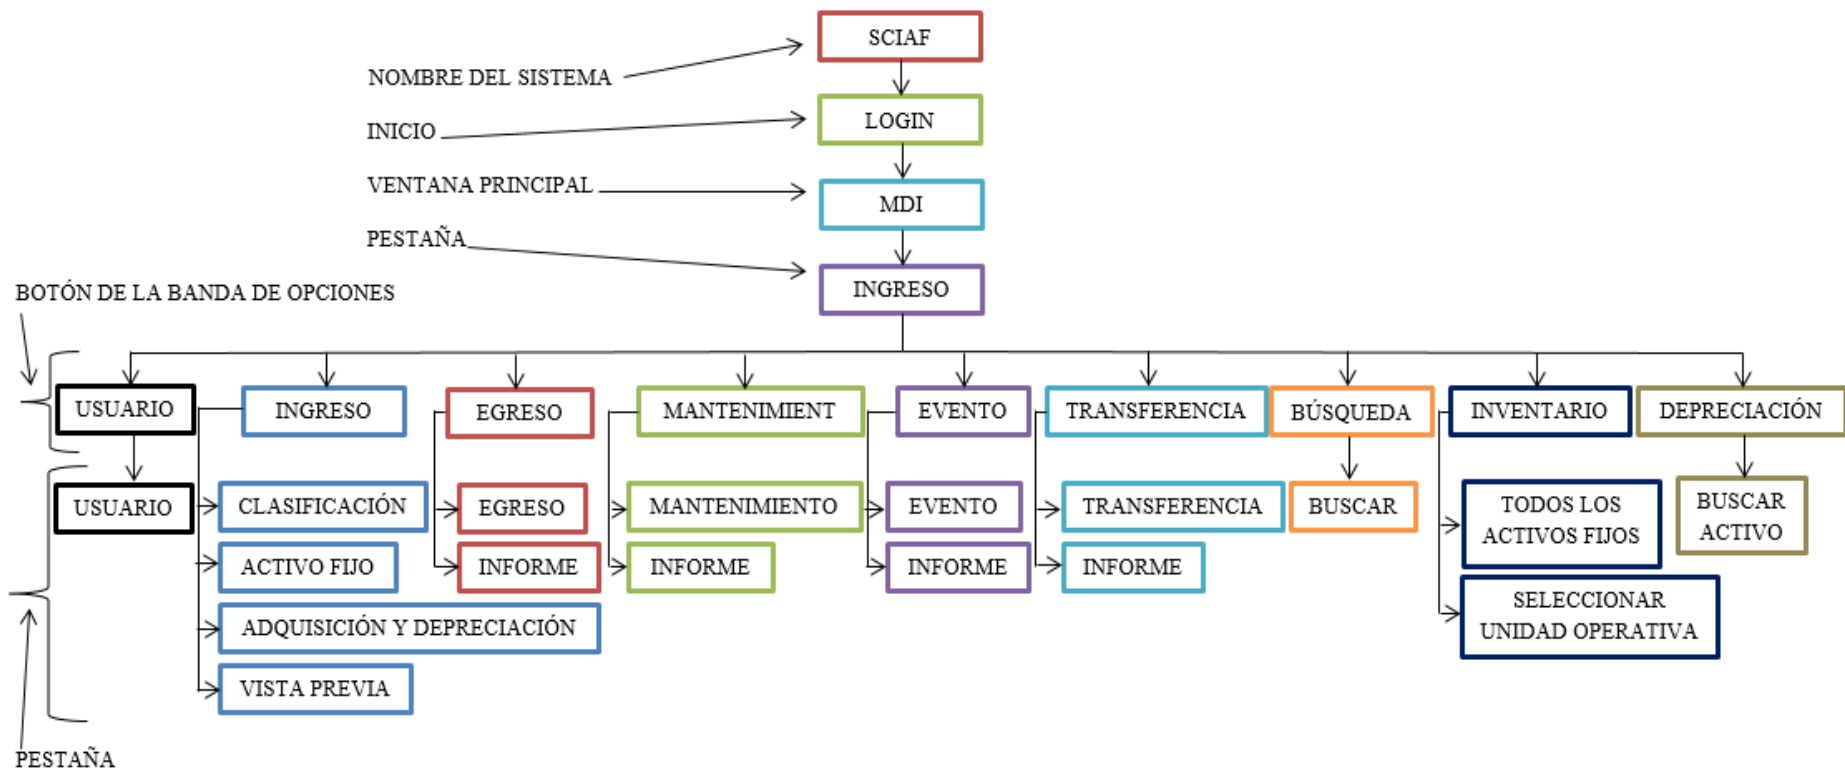 SCIAF
NOMBRE DEL SISTEMA
LOGIN
INICIO
VENTANA PRINCIPAL
MDI
PESTAÑA
INGRESO
BOTÓN DE LA BANDA DE OPCIONES
USUARIO
INGRESO
EGRESO
MANTENIMIENT
EVENTO
TRANSFERENCIA
BÚSQUEDA
INVENTARIO
DEPRECIACIÓN
USUARIO
CLASIFICACIÓN
EGRESO
MANTENIMIENTO
EVENTO
TRANSFERENCIA
BUSCAR
TODOS LOS
ACTIVOS FIJOS
BUSCAR
ACTIVO
ACTIVO FIJO
INFORME
INFORME
INFORME
INFORME
ADQUISICIÓN Y DEPRECIACIÓN
SELECCIONAR
UNIDAD OPERATIVA
VISTA PREVIA
PESTAÑA